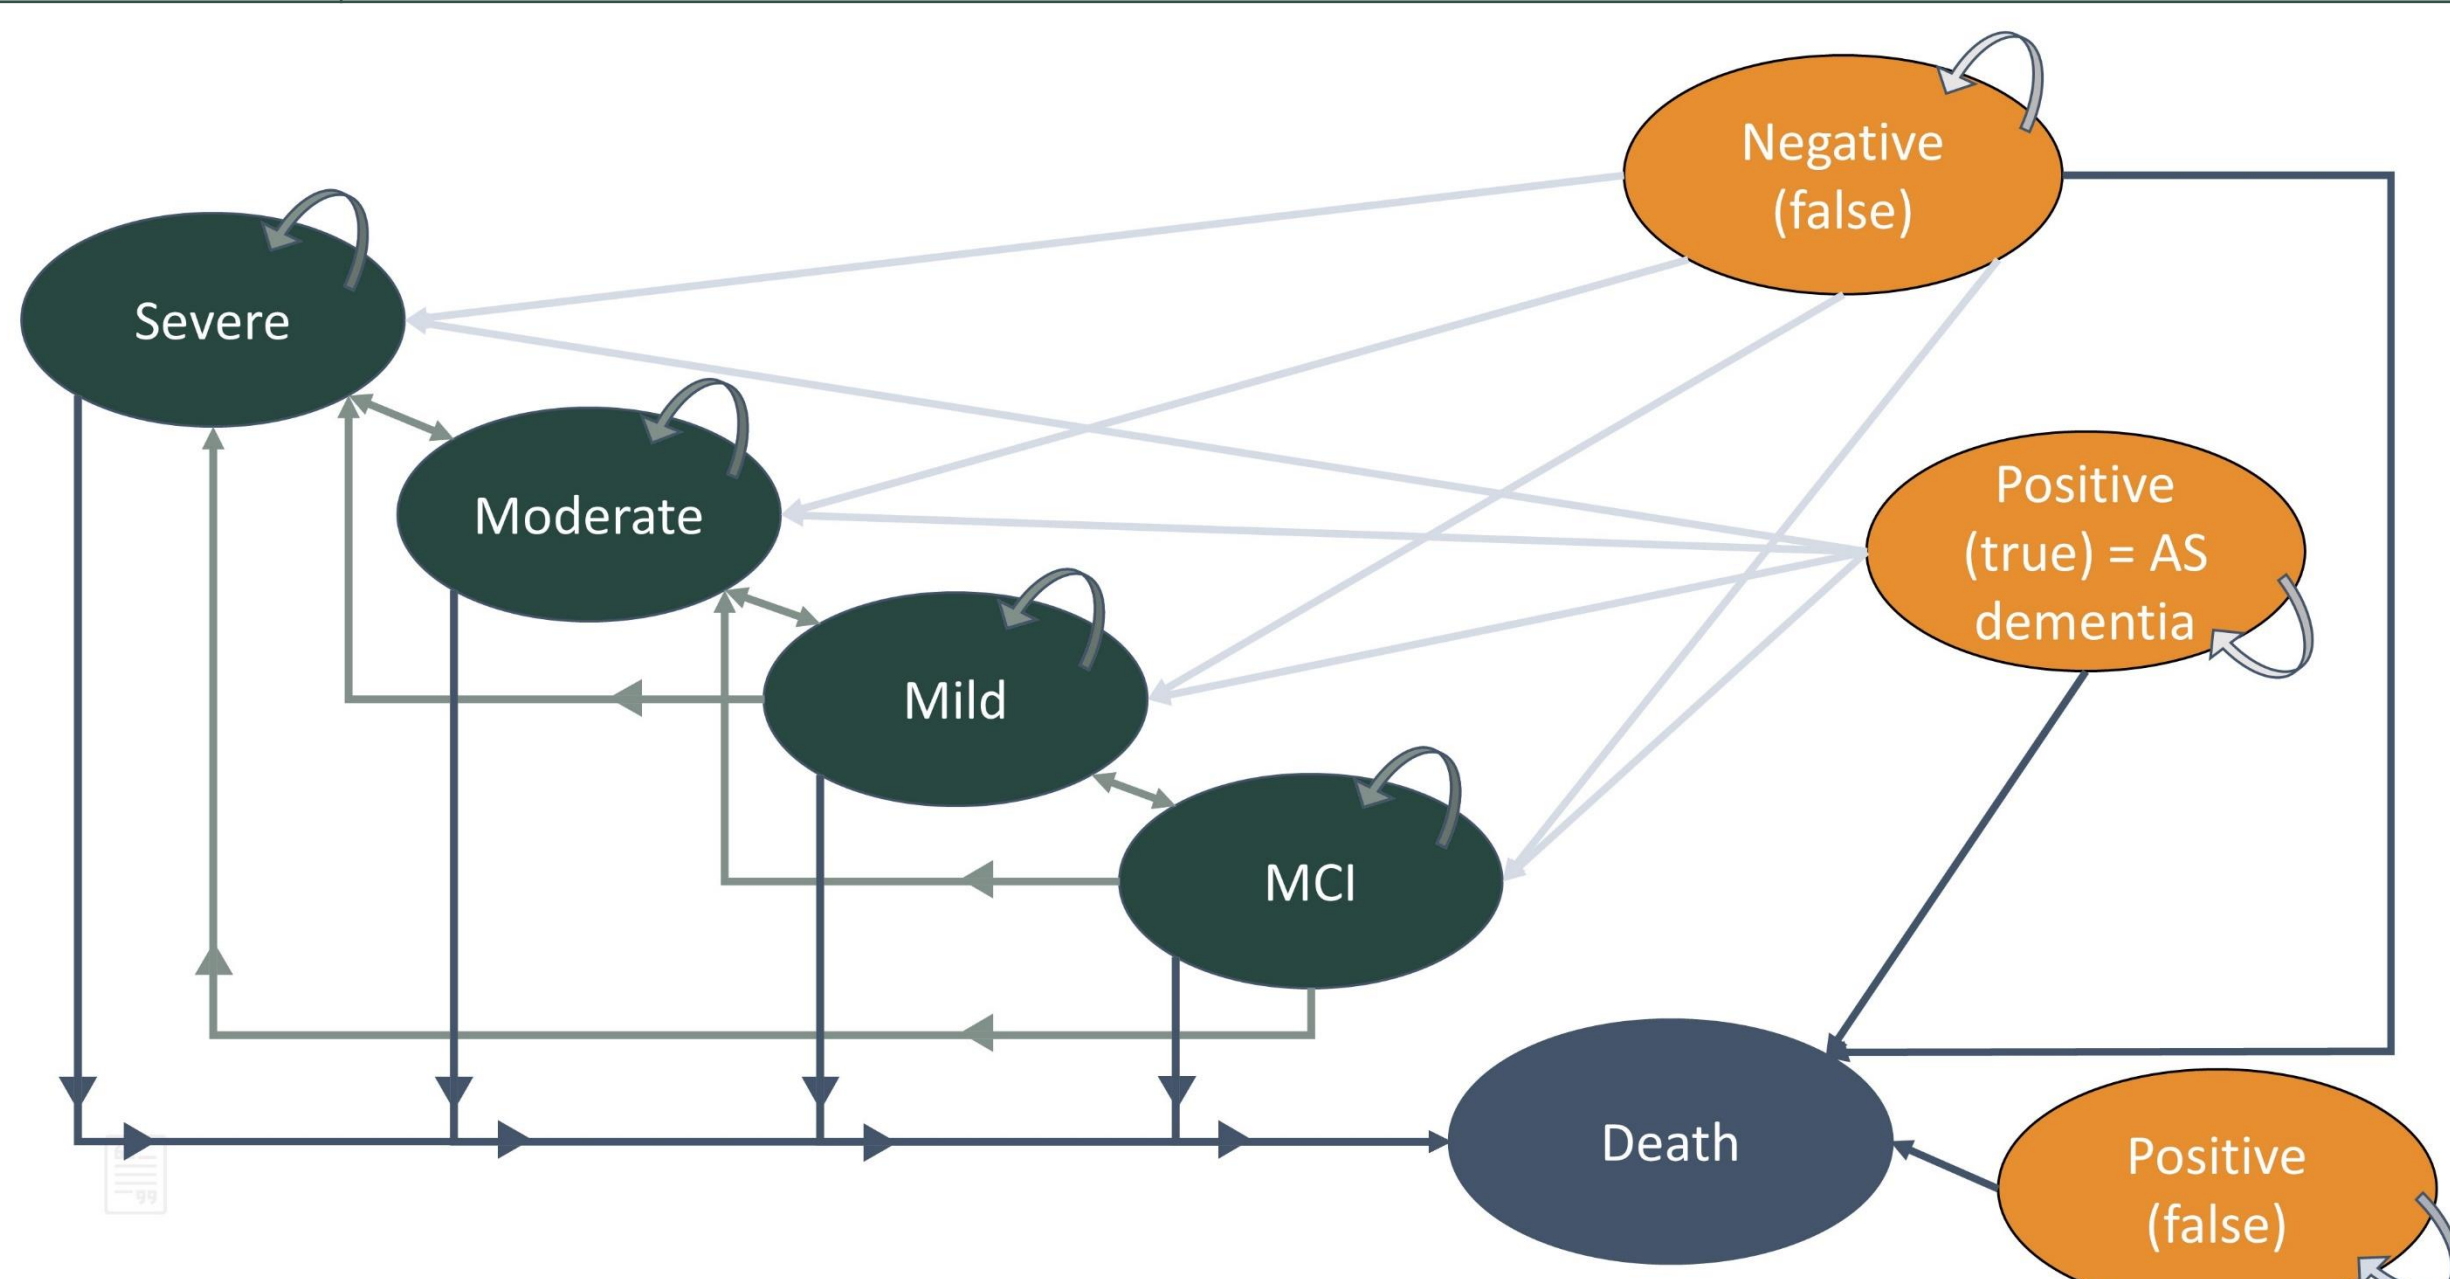 Negative
(false)
Severe
Positive
(true) = AS
dementia
Moderate
Mild
MCI
Death
Positive
(false)